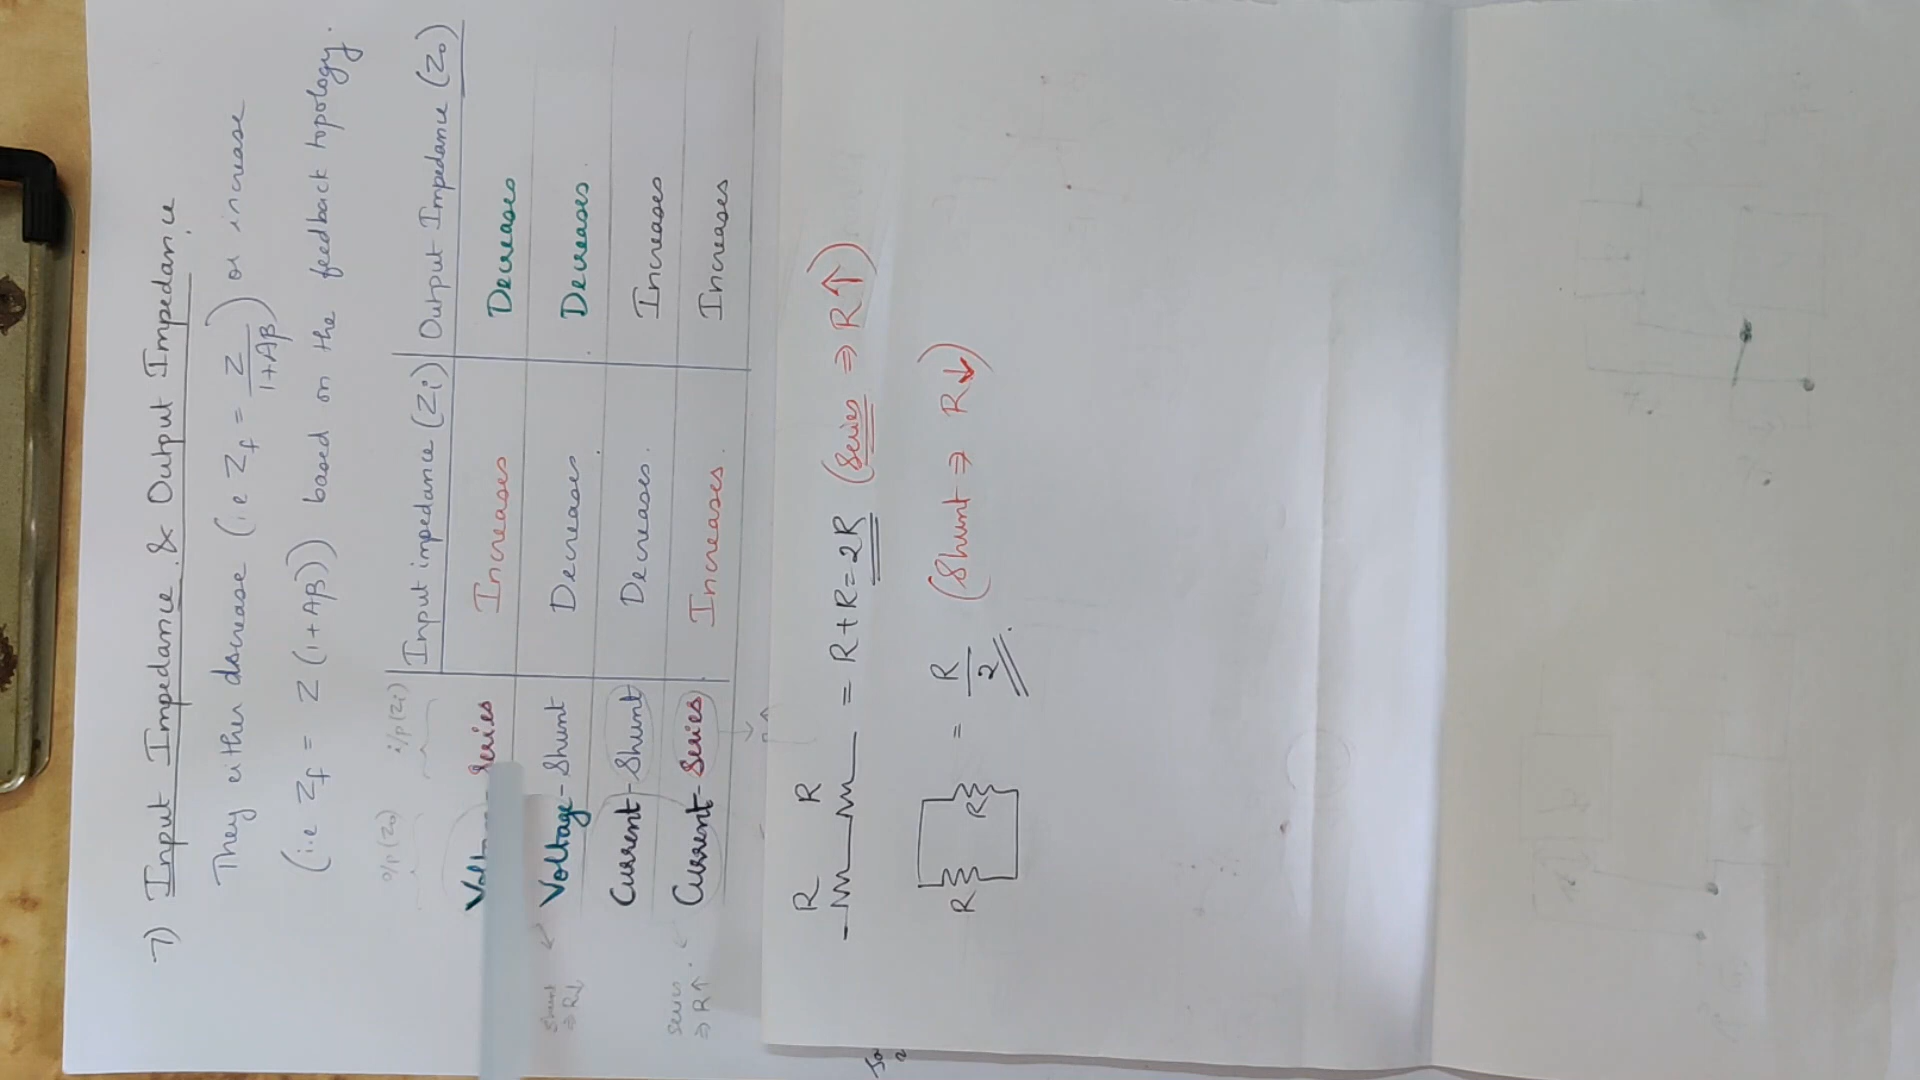 7) Input Impedance & Output Impedance
They either decrease (i.e Zf = Z/(1+Aβ)) or increase
(i.e Zf = Z (1+Aβ)) based on the feedback topology.
o/p (Zo) i/p (Zi)
Input impedance (Zi) Output Impedance (Zo)
Series Increases Decreases
Voltage-Shunt Decreases Decreases.
Current-Shunt Decreases. Increases
Current-Series Increases. Increases
Shunt
⇒ R↓
Series
⇒ R↑
R R
= R+R=2R (Series ⇒ R↑)
R R = R/2 (Shunt ⇒ R↓)